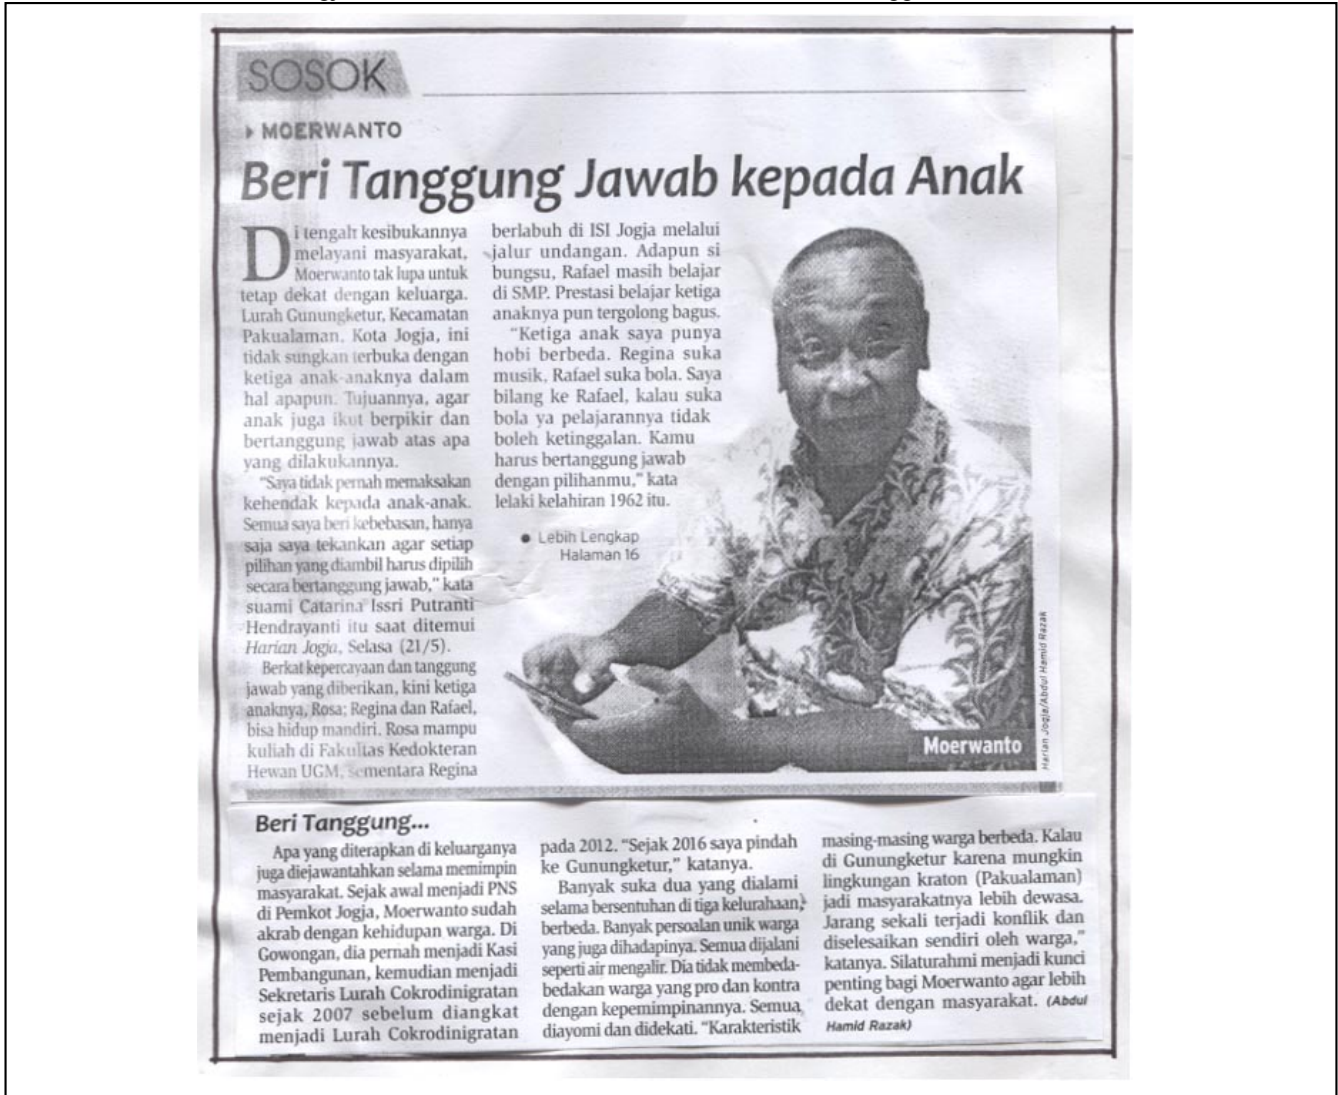 SOSOK
MOERWANTO
Beri Tanggung Jawab kepada Anak
Di tengah kesibukannya
melayani masyarakat,
Moerwanto tak lupa untuk
tetap dekat dengan keluarga.
Lurah Gunungketur, Kecamatan
Pakualaman, Kota Jogja, ini
tidak sungkan terbuka dengan
ketiga anak-anaknya dalam
hal apapun. Tujuannya, agar
anak juga ikut berpikir dan
bertanggung jawab atas apa
yang dilakukannya.
"Saya tidak pernah memaksakan
kehendak kepada anak-anak.
Semua saya beri kebebasan, hanya
saja saya tekankan agar setiap
pilihan yang diambil harus dipilih
secara bertanggung jawab," kata
suami Catarina Issri Putranti
Hendrayanti itu saat ditemui
Harian Jogja, Selasa (21/5).
Berkat kepercayaan dan tanggung
jawab yang diberikan, kini ketiga
anaknya, Rosa; Regina dan Rafael,
bisa hidup mandiri. Rosa mampu
kuliah di Fakultas Kedokteran
Hewan UGM, sementara Regina
berlabuh di ISI Jogja melalui
jalur undangan. Adapun si
bungsu, Rafael masih belajar
di SMP. Prestasi belajar ketiga
anaknya pun tergolong bagus.
"Ketiga anak saya punya
hobi berbeda. Regina suka
musik, Rafael suka bola. Saya
bilang ke Rafael, kalau suka
bola ya pelajarannya tidak
boleh ketinggalan. Kamu
harus bertanggung jawab
dengan pilihanmu," kata
lelaki kelahiran 1962 itu.
● Lebih Lengkap
Halaman 16
Moerwanto
Harian Jogja/Abdul Hamid Razak
Beri Tanggung...
Apa yang diterapkan di keluarganya
juga diejawantahkan selama memimpin
masyarakat. Sejak awal menjadi PNS
di Pemkot Jogja, Moerwanto sudah
akrab dengan kehidupan warga. Di
Gowongan, dia pernah menjadi Kasi
Pembangunan, kemudian menjadi
Sekretaris Lurah Cokrodinigratan
sejak 2007 sebelum diangkat
menjadi Lurah Cokrodinigratan
pada 2012. "Sejak 2016 saya pindah
ke Gunungketur," katanya.
Banyak suka dua yang dialami
selama bersentuhan di tiga kelurahaan,
berbeda. Banyak persoalan unik warga
yang juga dihadapinya. Semua dijalani
seperti air mengalir. Dia tidak membeda-
bedakan warga yang pro dan kontra
dengan kepemimpinannya. Semua
diayomi dan didekati. "Karakteristik
masing-masing warga berbeda. Kalau
di Gunungketur karena mungkin
lingkungan kraton (Pakualaman)
jadi masyarakatnya lebih dewasa.
Jarang sekali terjadi konflik dan
diselesaikan sendiri oleh warga,"
katanya. Silaturahmi menjadi kunci
penting bagi Moerwanto agar lebih
dekat dengan masyarakat. (Abdul
Hamid Razak)